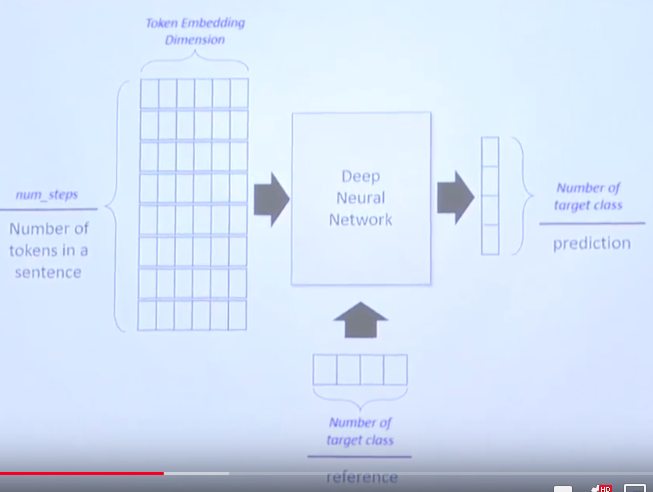 Token Embedding
Dimension
num_steps
Number of
tokens in a
sentence
Deep
Neural
Network
Number of
target class
prediction
Number of
target class
reference
HD